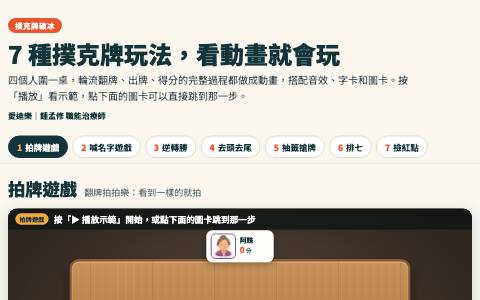 撲克牌破冰
7 種撲克牌玩法，看動畫就會玩
四個人圍一桌，輪流翻牌、出牌、得分的完整過程都做成動畫，搭配音效、字卡和圖卡。按
「播放」看示範，點下面的圖卡可以直接跳到那一步。
愛迪樂｜鍾孟修 職能治療師
1 拍牌遊戲 2 喊名字遊戲 3 逆轉勝 4 去頭去尾 5 抽籤搶牌 6 排七 7 撿紅點
拍牌遊戲 翻牌拍拍樂：看到一樣的就拍
拍牌遊戲 按「▶ 播放示範」開始，或點下面的圖卡跳到那一步
阿姝
0 分